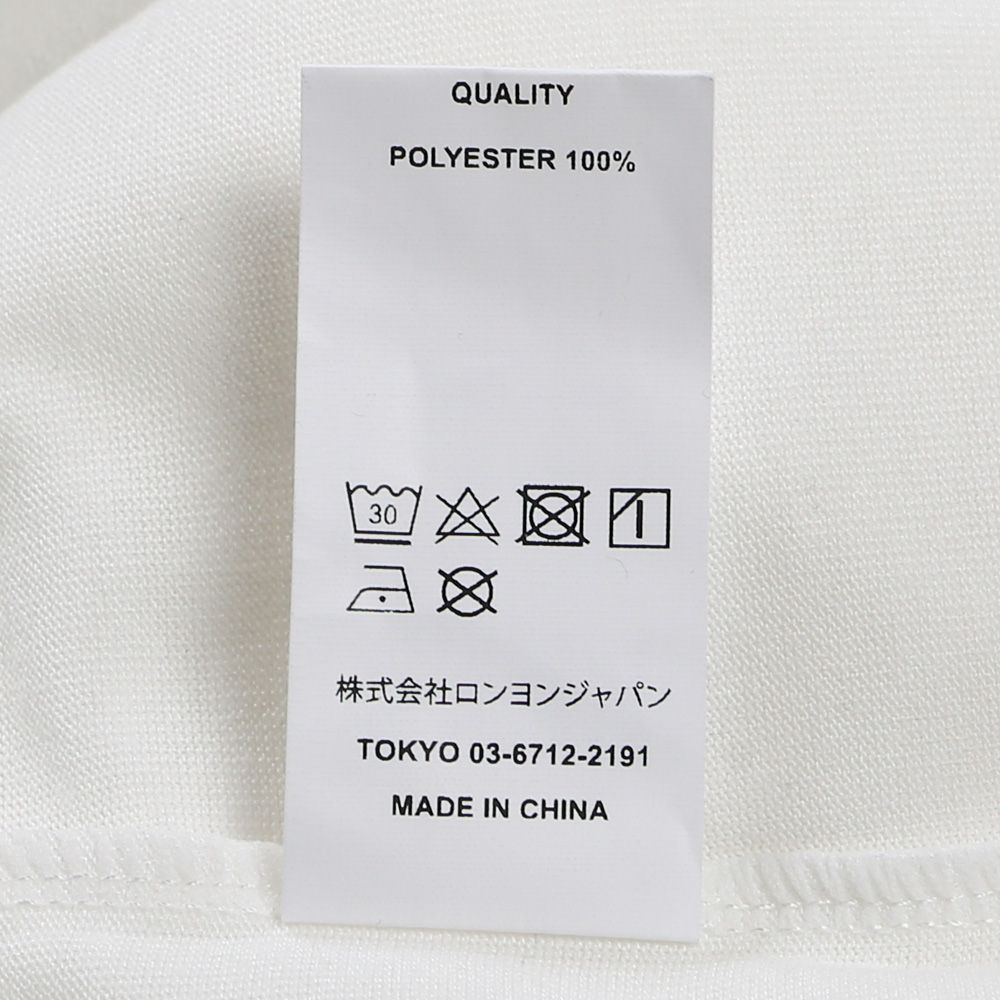 QUALITY
POLYESTER 100%
30
株式会社ロンヨンジャパン
TOKYO 03-6712-2191
MADE IN CHINA